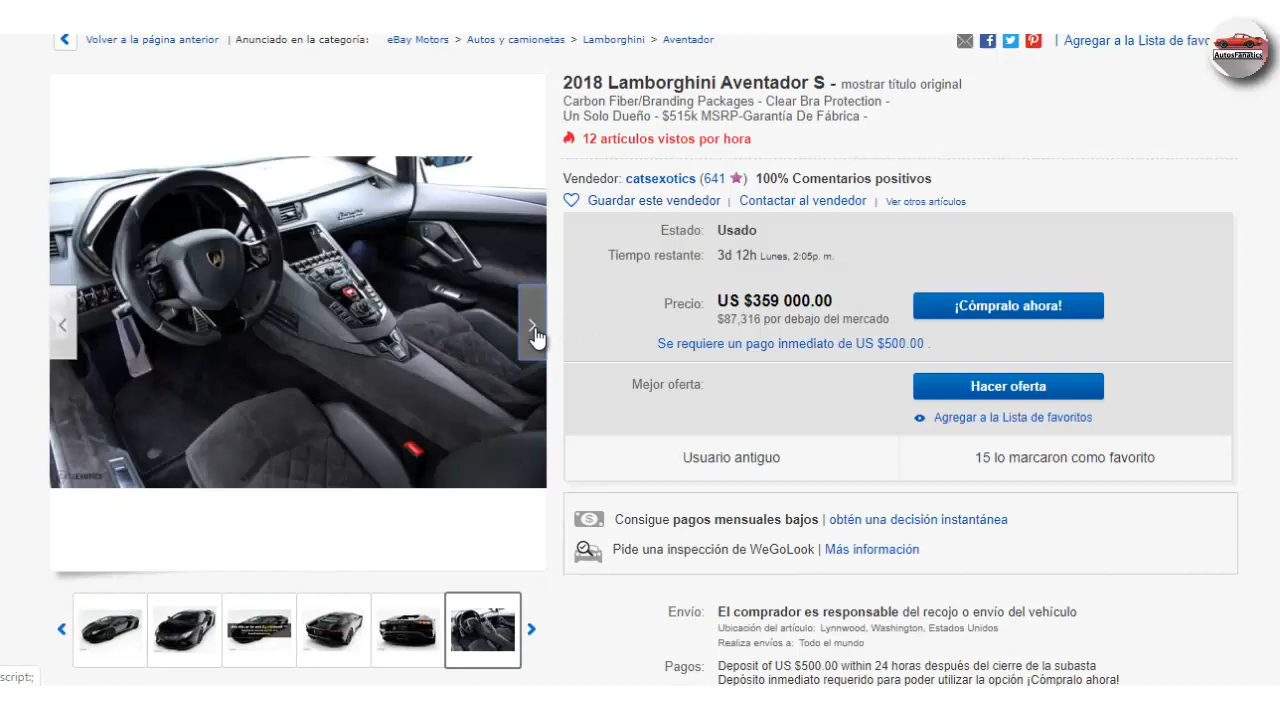 Volver a la página anterior | Anunciado en la categoría: eBay Motors > Autos y camionetas > Lamborghini > Aventador
| Agregar a la Lista de favo
AutosFanatics
2018 Lamborghini Aventador S - mostrar título original
Carbon Fiber/Branding Packages - Clear Bra Protection -
Un Solo Dueño - $515k MSRP-Garantía De Fábrica -
12 artículos vistos por hora
Vendedor: catsexotics (641 ) 100% Comentarios positivos
Guardar este vendedor | Contactar al vendedor | Ver otros artículos
Estado: Usado
Tiempo restante: 3d 12h Lunes, 2:05p. m.
Precio: US $359 000.00 ¡Cómpralo ahora!
$87,316 por debajo del mercado
Se requiere un pago inmediato de US $500.00 .
Mejor oferta: Hacer oferta
Agregar a la Lista de favoritos
Usuario antiguo 15 lo marcaron como favorito
Consigue pagos mensuales bajos | obtén una decisión instantánea
Pide una inspección de WeGoLook | Más información
Envío: El comprador es responsable del recojo o envío del vehículo
Ubicación del artículo: Lynnwood, Washington, Estados Unidos
Realiza envíos a: Todo el mundo
Pagos: Deposit of US $500.00 within 24 horas después del cierre de la subasta
Depósito inmediato requerido para poder utilizar la opción ¡Cómpralo ahora!
script:;